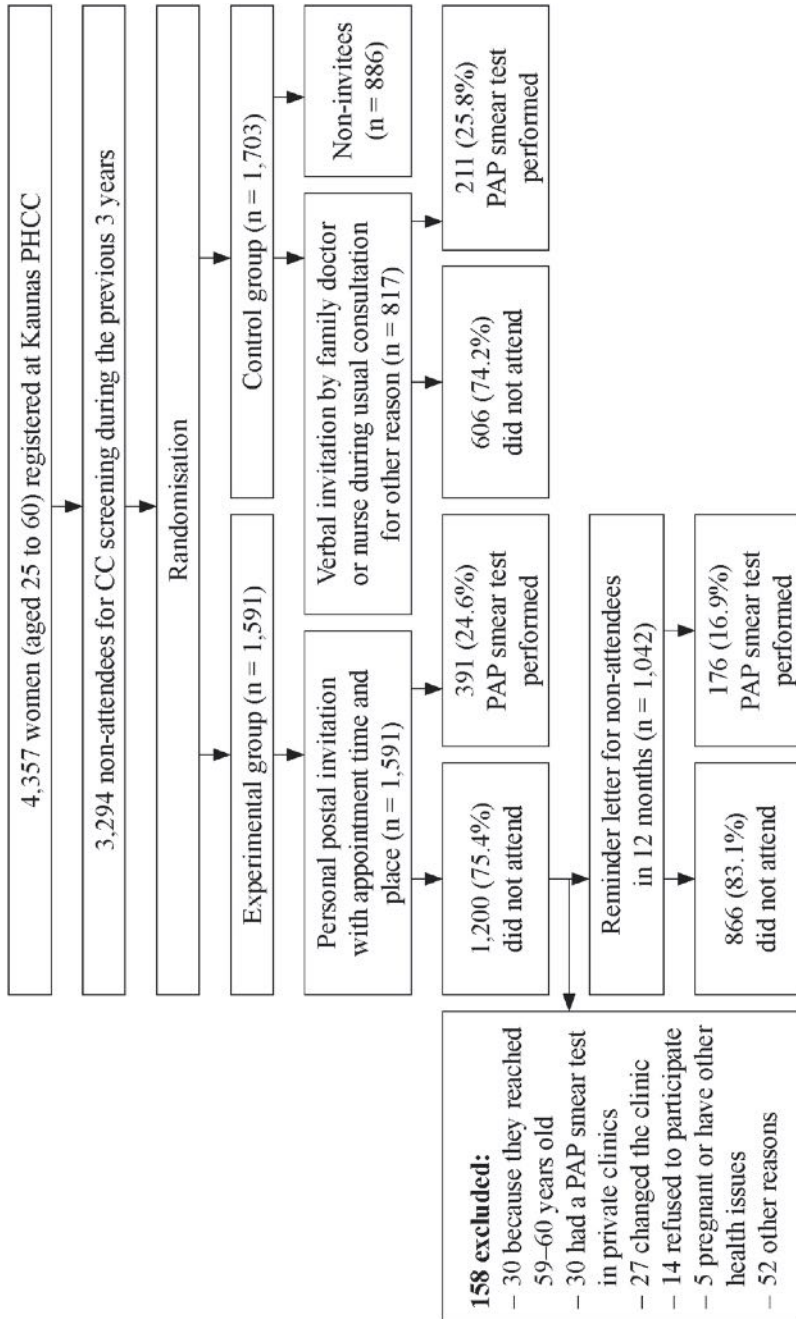 4,357 women (aged 25 to 60) registered at Kaunas PHCC
3,294 non-attendees for CC screening during the previous 3 years
Randomisation
Experimental group (n = 1,591)
Control group (n = 1,703)
Personal postal invitation
with appointment time and
place (n = 1,591)
Verbal invitation by family doctor
or nurse during usual consultation
for other reason (n = 817)
Non-invitees
(n = 886)
1,200 (75.4%)
did not attend
391 (24.6%)
PAP smear test
performed
606 (74.2%)
did not attend
211 (25.8%)
PAP smear test
performed
158 excluded:
– 30 because they reached
59–60 years old
– 30 had a PAP smear test
in private clinics
– 27 changed the clinic
– 14 refused to participate
– 5 pregnant or have other
health issues
– 52 other reasons
Reminder letter for non-attendees
in 12 months (n = 1,042)
866 (83.1%)
did not attend
176 (16.9%)
PAP smear test
performed